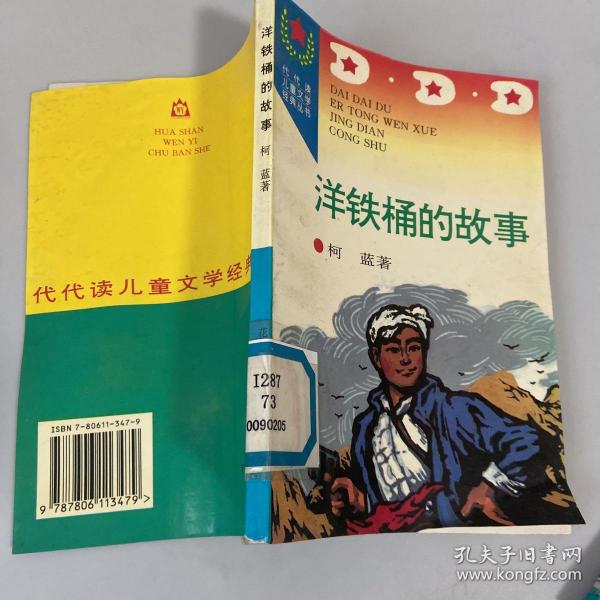 HUA SHAN
WEN YI
CHU BAN SHE
代代读儿童文学经典
ISBN 7-80611-347-9
9 787806 113479 >
洋铁桶的故事 柯 蓝著
花
I287
73
0090205
代代读
儿童文学
经典丛书
D·D·D
DAI DAI DU
ER TONG WEN XUE
JING DIAN
CONG SHU
洋铁桶的故事
柯 蓝著
孔夫子旧书网
www.kongfz.com